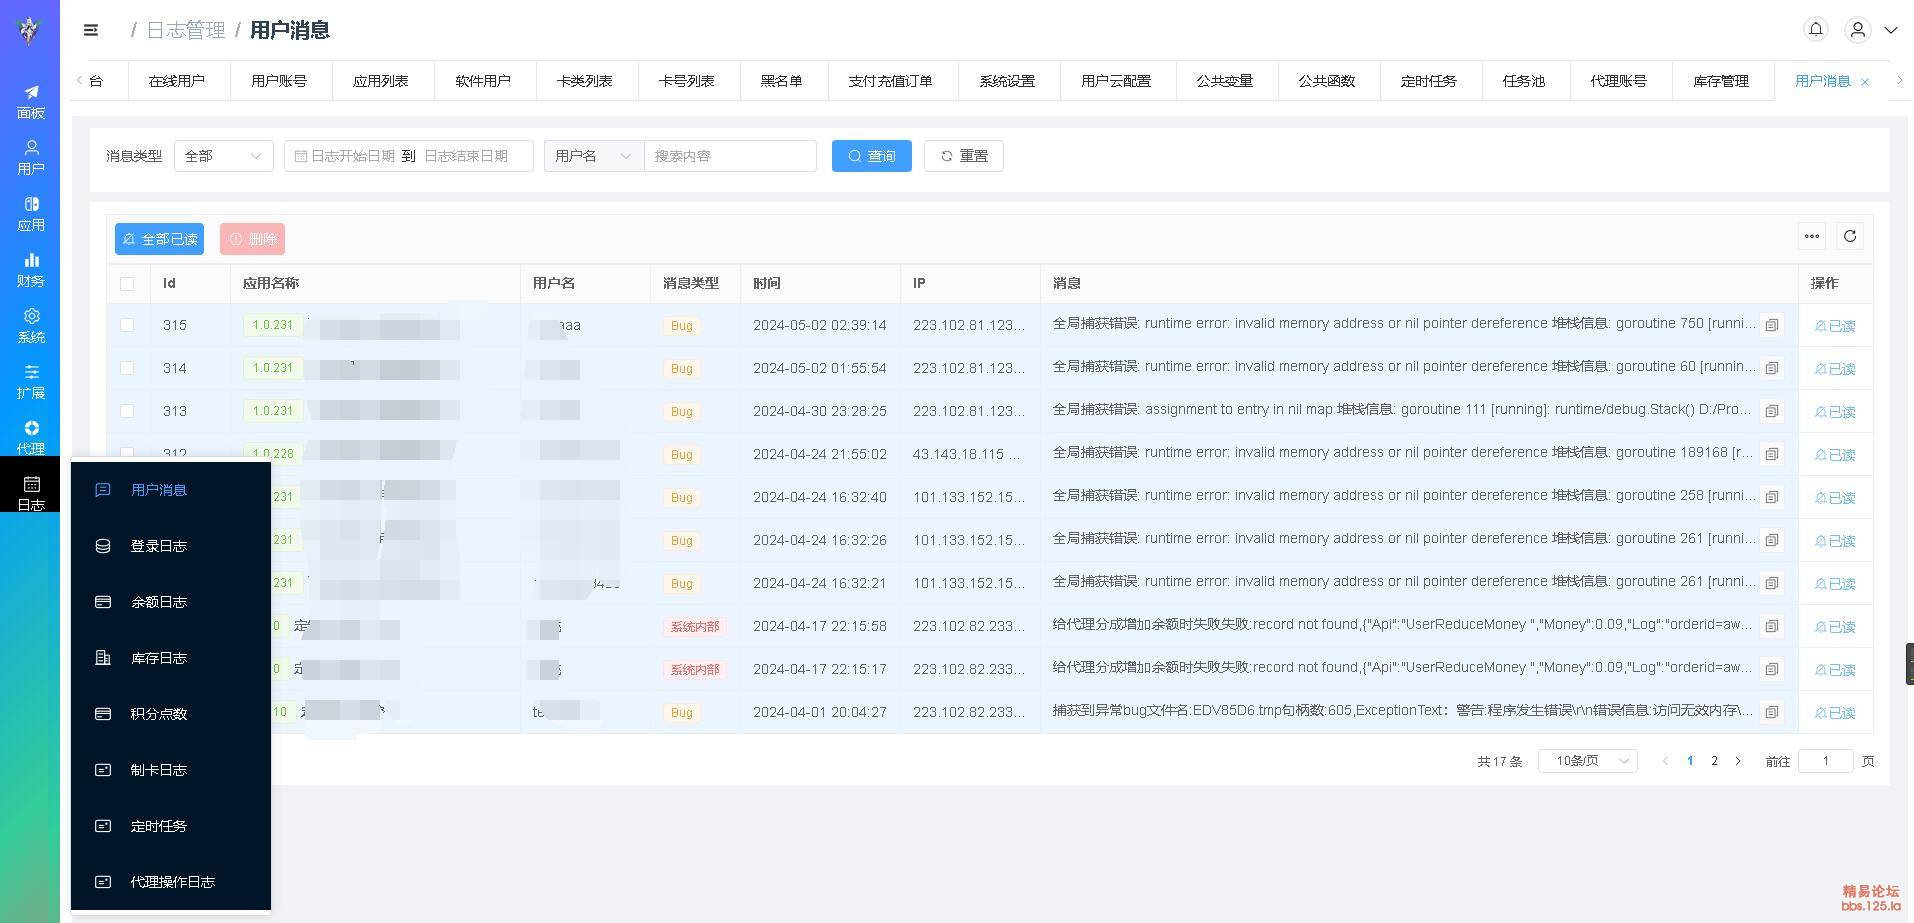 / 日志管理 / 用户消息
台 在线用户 用户账号 应用列表 软件用户 卡类列表 卡号列表 黑名单 支付充值订单 系统设置 用户云配置 公共变量 公共函数 定时任务 任务池 代理账号 库存管理 用户消息 ×
面板
用户
应用
财务
系统
扩展
代理
日志
消息类型 全部 日志开始日期 到 日志结束日期 用户名 搜索内容 查询 重置
全部已读 删除
Id 应用名称 用户名 消息类型 时间 IP 消息 操作
315 1.0.231 aaa Bug 2024-05-02 02:39:14 223.102.81.123... 全局捕获错误: runtime error: invalid memory address or nil pointer dereference 堆栈信息: goroutine 750 [runni... 已读
314 1.0.231 Bug 2024-05-02 01:55:54 223.102.81.123... 全局捕获错误: runtime error: invalid memory address or nil pointer dereference 堆栈信息: goroutine 60 [runnin... 已读
313 1.0.231 Bug 2024-04-30 23:28:25 223.102.81.123... 全局捕获错误: assignment to entry in nil map 堆栈信息: goroutine 111 [running]: runtime/debug.Stack() D:/Pro... 已读
312 1.0.228 Bug 2024-04-24 21:55:02 43.143.18.115 ... 全局捕获错误: runtime error: invalid memory address or nil pointer dereference 堆栈信息: goroutine 189168 [r... 已读
231 Bug 2024-04-24 16:32:40 101.133.152.15... 全局捕获错误: runtime error: invalid memory address or nil pointer dereference 堆栈信息: goroutine 258 [runni... 已读
231 Bug 2024-04-24 16:32:26 101.133.152.15... 全局捕获错误: runtime error: invalid memory address or nil pointer dereference 堆栈信息: goroutine 261 [runni... 已读
231 Bug 2024-04-24 16:32:21 101.133.152.15... 全局捕获错误: runtime error: invalid memory address or nil pointer dereference 堆栈信息: goroutine 261 [runni... 已读
0 定 系统内部 2024-04-17 22:15:58 223.102.82.233... 给代理分成增加余额时失败失败:record not found,{"Api":"UserReduceMoney ","Money":0.09,"Log":"orderid=aw... 已读
0 定 系统内部 2024-04-17 22:15:17 223.102.82.233... 给代理分成增加余额时失败失败:record not found,{"Api":"UserReduceMoney ","Money":0.09,"Log":"orderid=aw... 已读
10 te Bug 2024-04-01 20:04:27 223.102.82.233... 捕获到异常bug文件名:EDV85D6.tmp句柄数:605,ExceptionText：警告:程序发生错误\r\n错误信息:访问无效内存\... 已读
共 17 条 10条/页 1 2 前往 1 页
用户消息
登录日志
余额日志
库存日志
积分点数
制卡日志
定时任务
代理操作日志
精易论坛
bbs.125.la